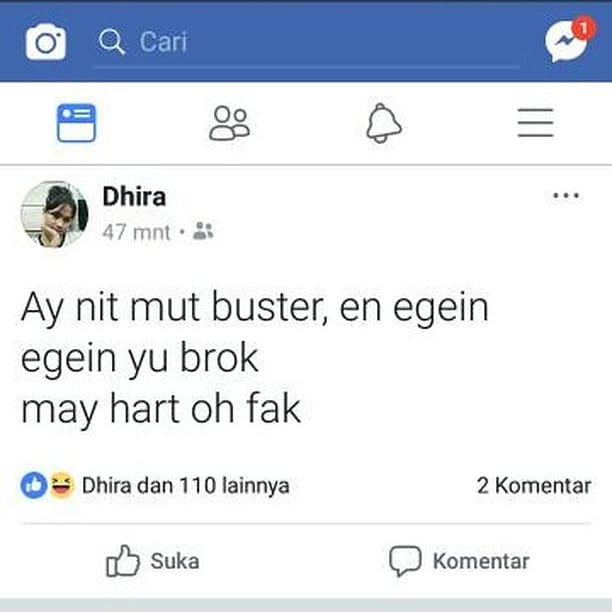 Cari
1
Dhira
47 mnt
Ay nit mut buster, en egein
egein yu brok
may hart oh fak
Dhira dan 110 lainnya
2 Komentar
Suka
Komentar